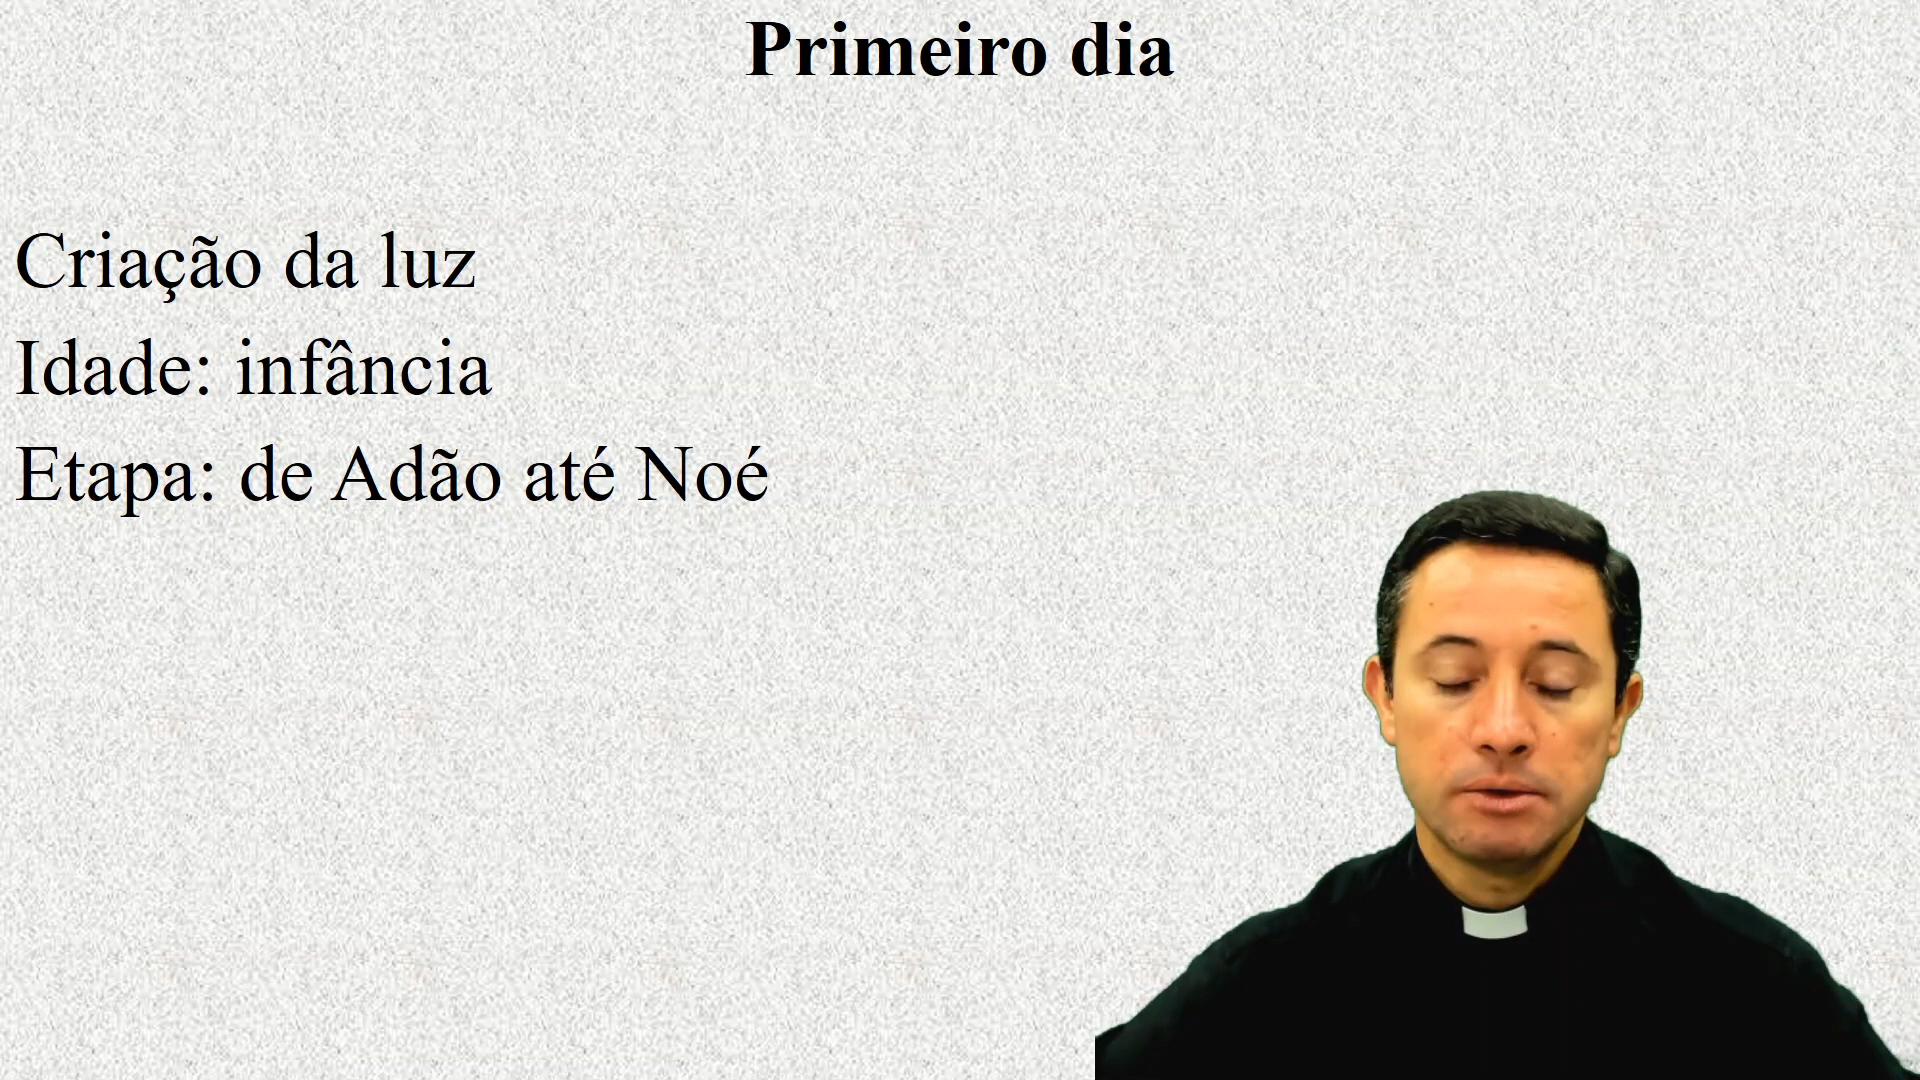 Primeiro dia
Criação da luz
Idade: infância
Etapa: de Adão até Noé